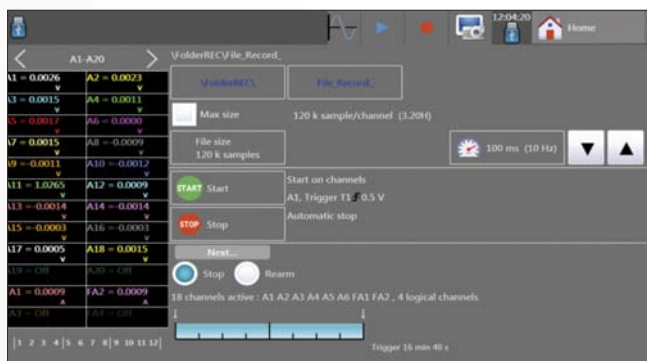 12:04:20
Home
A1-A20
\FolderREC\File_Record_
A1 = 0.0026 V
A2 = 0.0023 V
\FolderREC\
File_Record_
A3 = 0.0015 V
A4 = 0.0011 V
Max size
120 k sample/channel (3.20H)
A5 = 0.0017 V
A6 = 0.0000 V
A7 = 0.0015 V
A8 = -0.0009 V
File size
120 k samples
100 ms (10 Hz)
A9 = -0.0011 V
A10 = -0.0012 V
A11 = 1.0265 V
A12 = 0.0009 V
START Start
Start on channels
A1, Trigger T1 0.5 V
A13 = -0.0014 V
A14 = -0.0014 V
STOP Stop
Automatic stop
A15 = -0.0003 V
A16 = -0.0003 V
A17 = 0.0005 V
A18 = 0.0015 V
Next...
Stop
Rearm
A19 = Off
A20 = Off
FA1 = 0.0009 A
FA2 = 0.0009 A
18 channels active : A1 A2 A3 A4 A5 A6 FA1 FA2 , 4 logical channels
FA3 = Off
FA4 = Off
1 2 3 4 5 6 7 8 9 10 11 12
Trigger 16 min 40 s